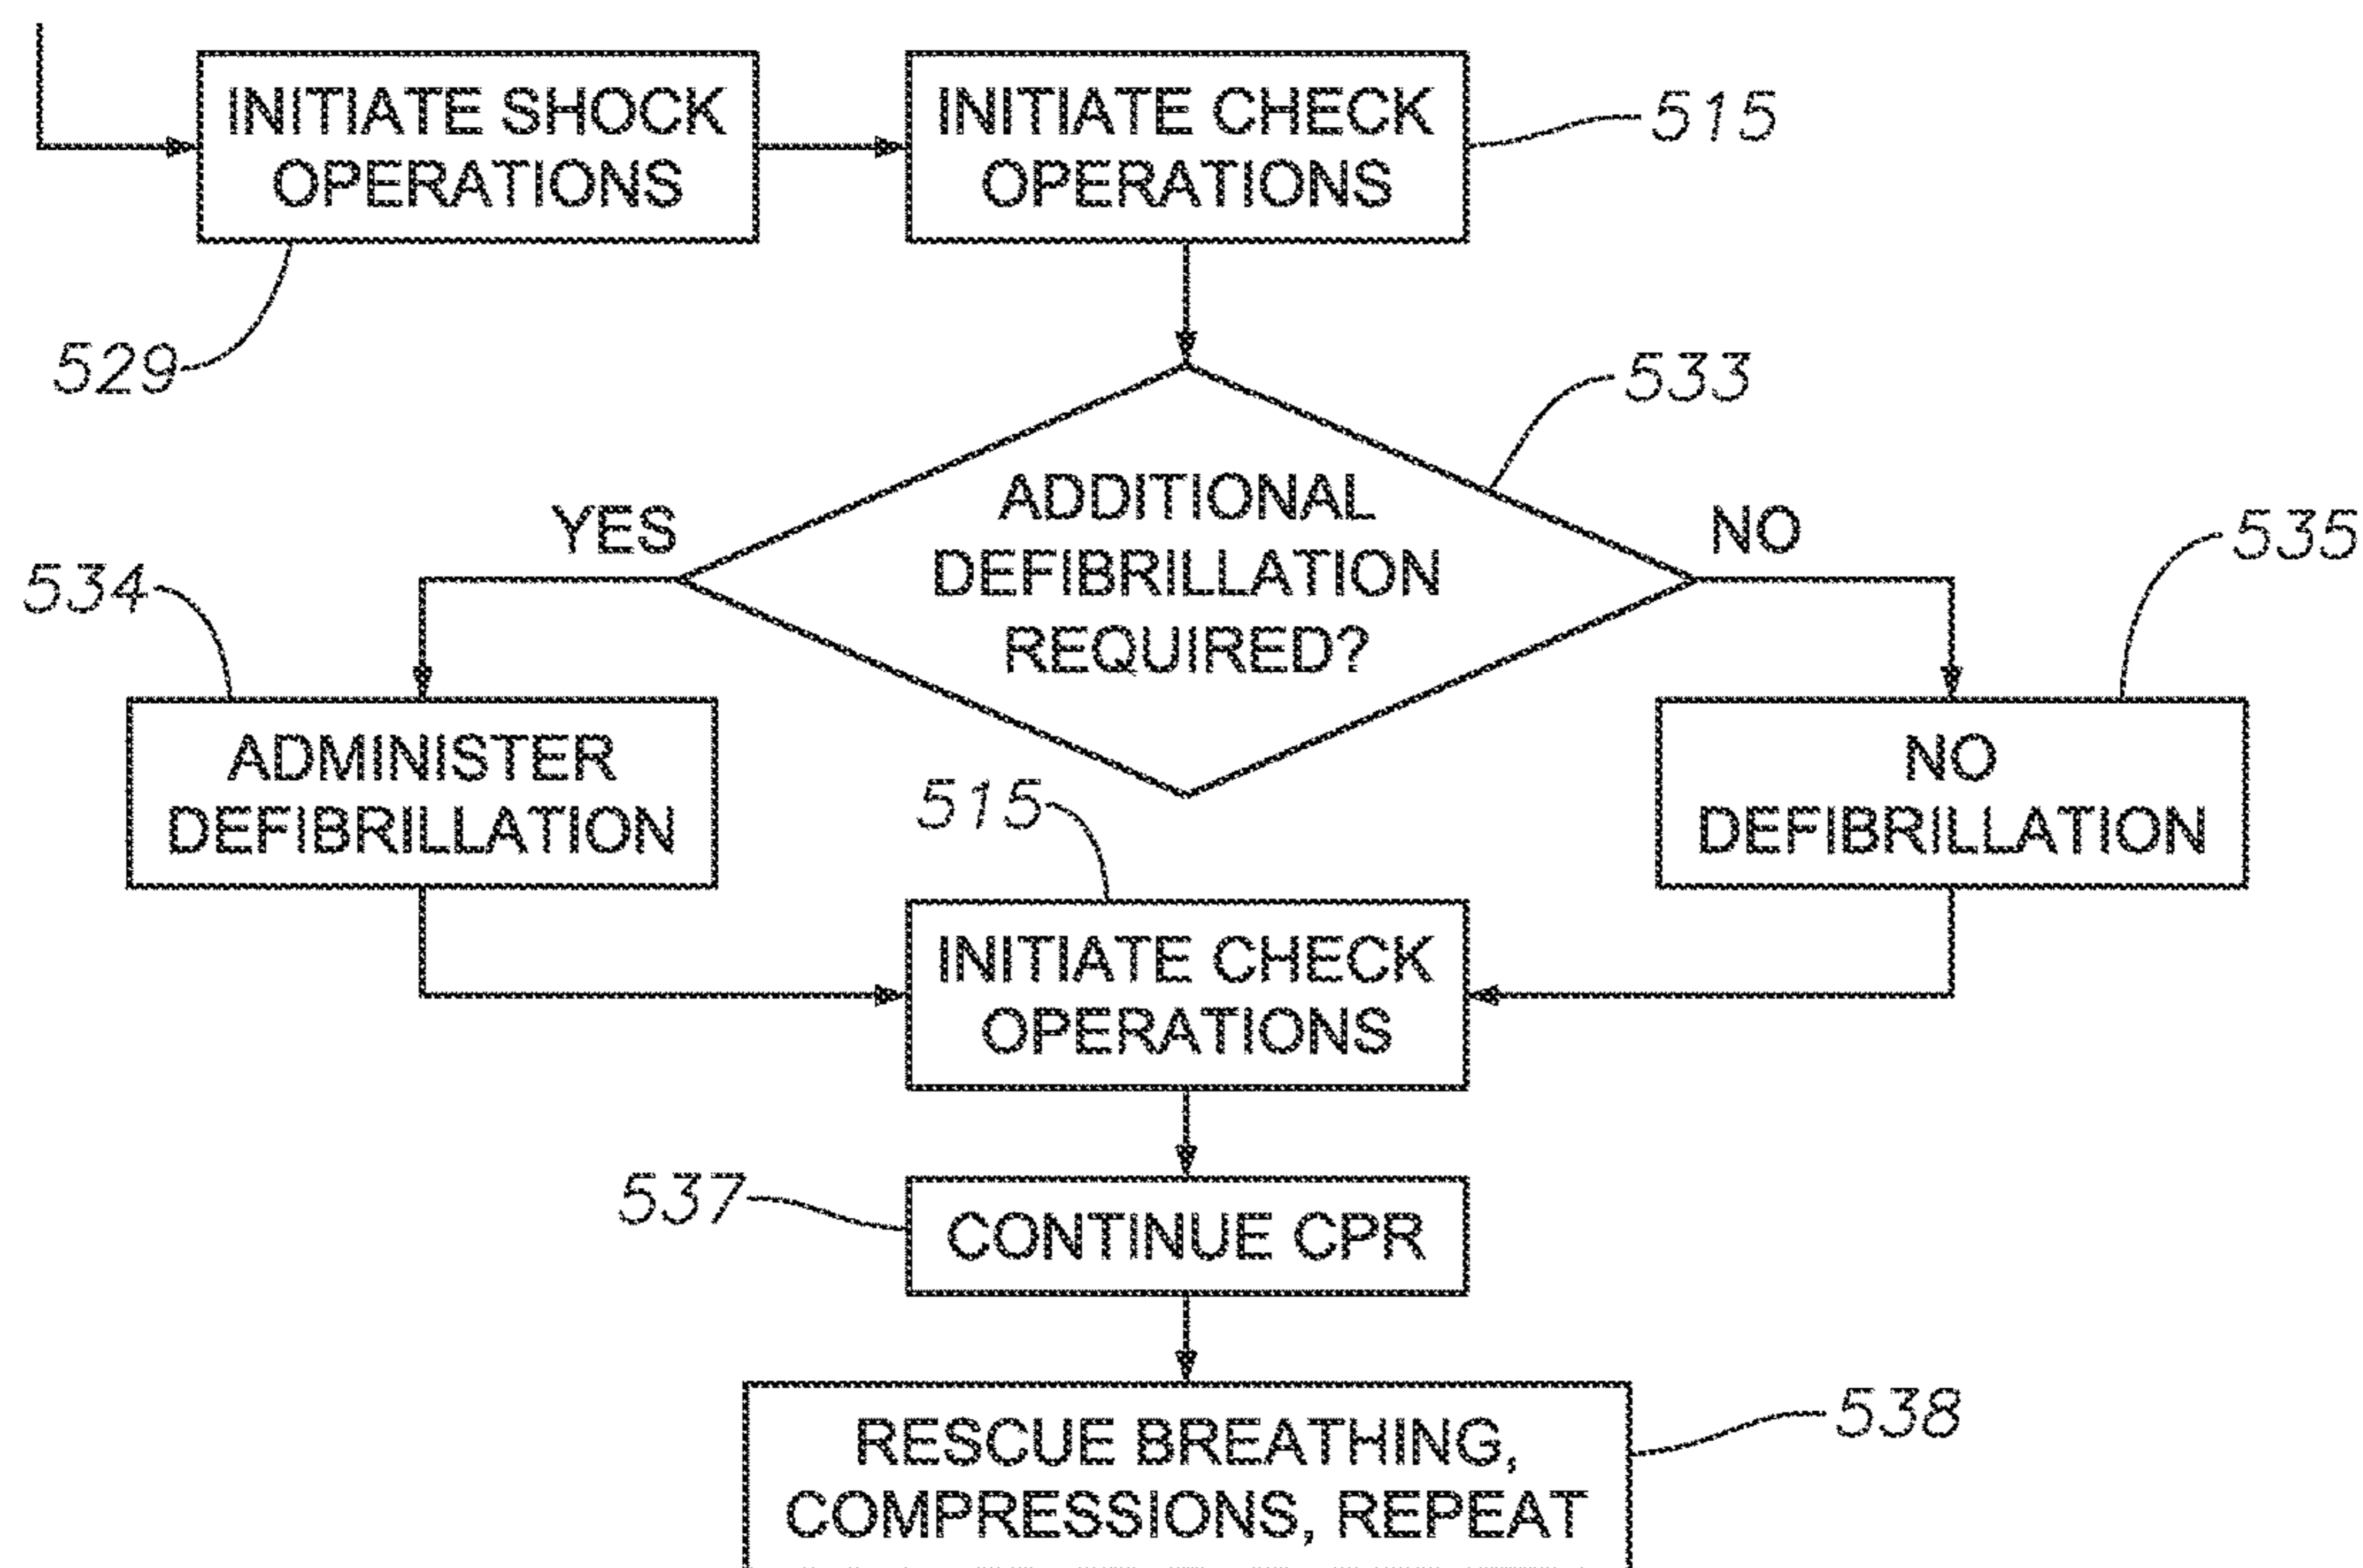 INITIATE SHOCK
OPERATIONS
INITIATE CHECK
OPERATIONS
515
529
533
ADDITIONAL
DEFIBRILLATION
REQUIRED?
YES
NO
534
535
ADMINISTER
DEFIBRILLATION
NO
DEFIBRILLATION
515
INITIATE CHECK
OPERATIONS
537
CONTINUE CPR
538
RESCUE BREATHING,
COMPRESSIONS, REPEAT